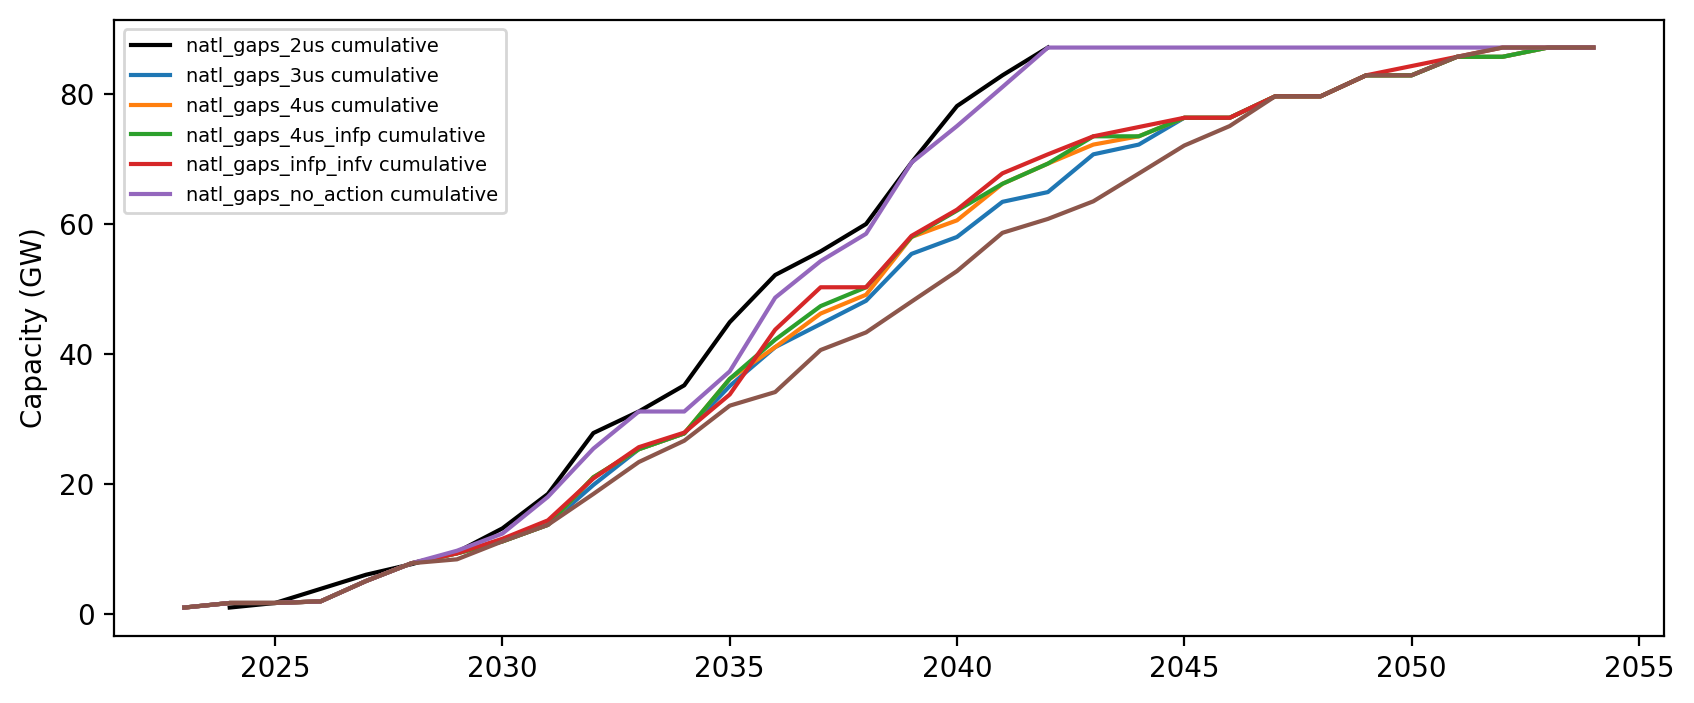 natl_gaps_2us cumulative
natl_gaps_3us cumulative
natl_gaps_4us cumulative
natl_gaps_4us_infp cumulative
natl_gaps_infp_infv cumulative
natl_gaps_no_action cumulative
Capacity (GW)
80
60
40
20
0
2025 2030 2035 2040 2045 2050 2055